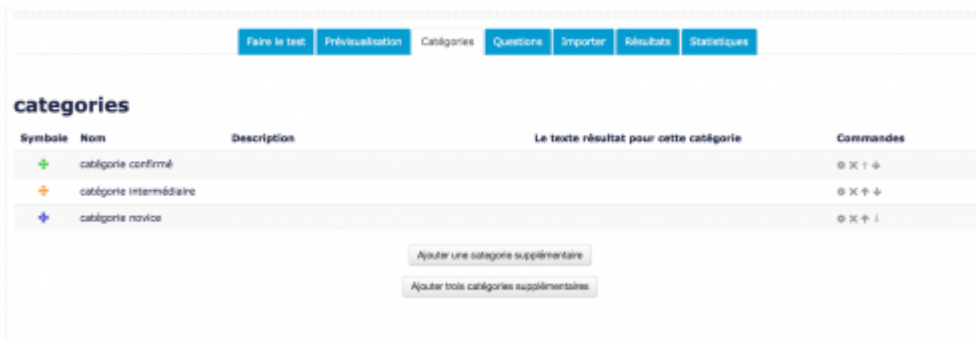 Faire le test Prévisualisation Catégories Questions Importer Résultats Statistiques
categories
Symbole Nom Description Le texte résultat pour cette catégorie Commandes
catégorie confirmé
catégorie intermédiaire
catégorie novice
Ajouter une categorie supplémentaire
Ajouter trois catégories supplémentaires